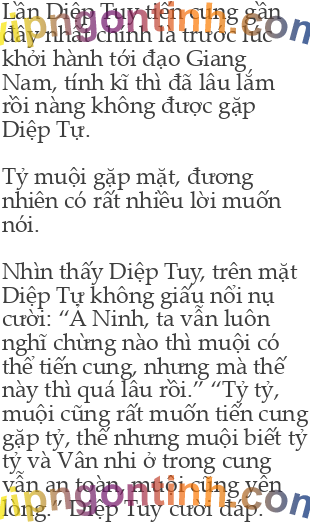 Lần Diệp Tuy tiến cung gần
đây nhất chính là trước lúc
khởi hành tới đạo Giang
Nam, tính kĩ thì đã lâu lắm
rồi nàng không được gặp
Diệp Tự.
Tỷ muội gặp mặt, đương
nhiên có rất nhiều lời muốn
nói.
Nhìn thấy Diệp Tuy, trên mặt
Diệp Tự không giấu nổi nụ
cười: “A Ninh, ta vẫn luôn
nghĩ chừng nào thì muội có
thể tiến cung, nhưng mà thế
này thì quá lâu rồi.” “Tỷ tỷ,
muội cũng rất muốn tiến cung
gặp tỷ, thế nhưng muội biết tỷ
tỷ và Vân nhi ở trong cung
vẫn an toàn, muội cũng yên
lòng.” Diệp Tuy cười đáp.
vipngontinh.com
vipngontinh.com